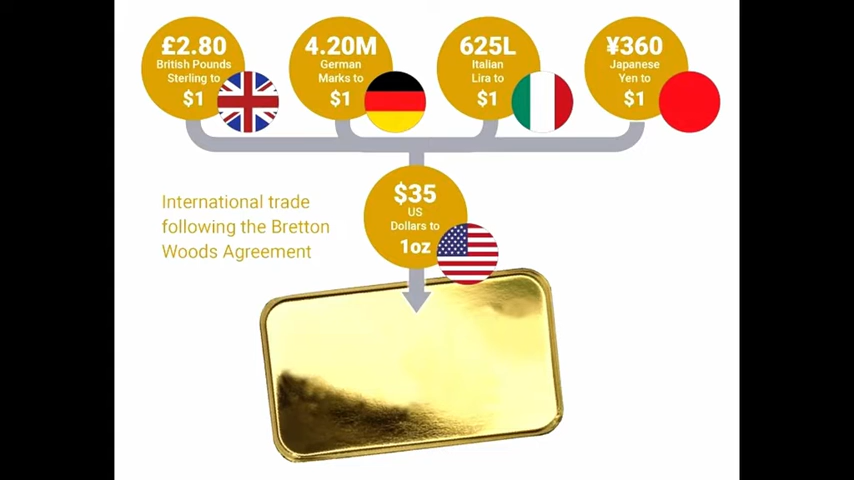 £2.80
British Pounds
Sterling to
$1
4.20M
German
Marks to
$1
625L
Italian
Lira to
$1
¥360
Japanese
Yen to
$1
International trade
following the Bretton
Woods Agreement
$35
US
Dollars to
1oz